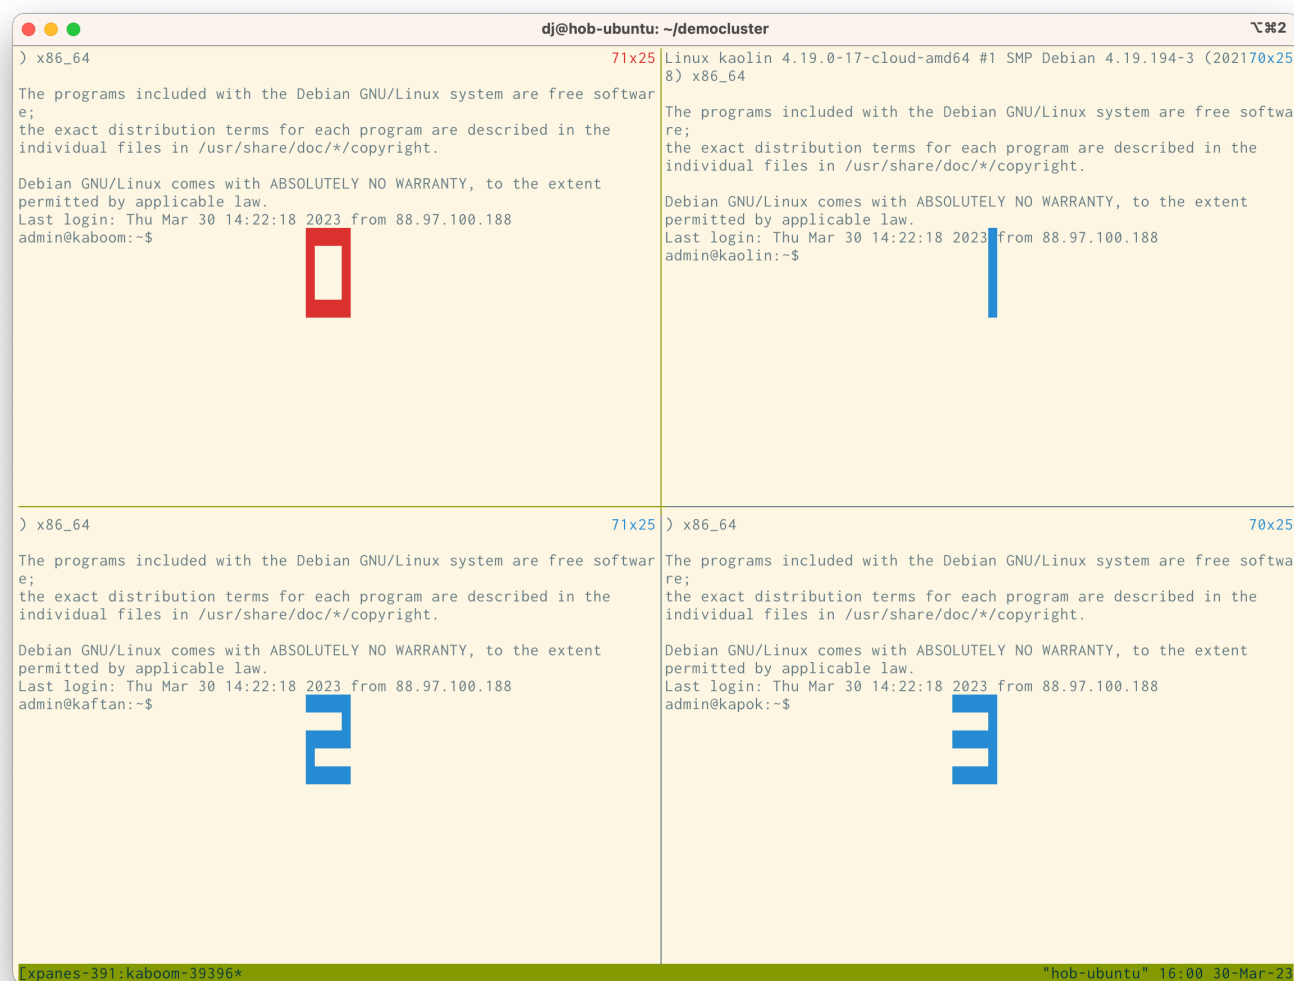 dj@hob-ubuntu: ~/democluster
⌥⌘2
) x86_64 71x25
The programs included with the Debian GNU/Linux system are free softwar
e;
the exact distribution terms for each program are described in the
individual files in /usr/share/doc/*/copyright.
Debian GNU/Linux comes with ABSOLUTELY NO WARRANTY, to the extent
permitted by applicable law.
Last login: Thu Mar 30 14:22:18 2023 from 88.97.100.188
admin@kaboom:~$
0
Linux kaolin 4.19.0-17-cloud-amd64 #1 SMP Debian 4.19.194-3 (202170x25
8) x86_64
The programs included with the Debian GNU/Linux system are free softwa
re;
the exact distribution terms for each program are described in the
individual files in /usr/share/doc/*/copyright.
Debian GNU/Linux comes with ABSOLUTELY NO WARRANTY, to the extent
permitted by applicable law.
Last login: Thu Mar 30 14:22:18 2023 from 88.97.100.188
admin@kaolin:~$
1
) x86_64 71x25
The programs included with the Debian GNU/Linux system are free softwar
e;
the exact distribution terms for each program are described in the
individual files in /usr/share/doc/*/copyright.
Debian GNU/Linux comes with ABSOLUTELY NO WARRANTY, to the extent
permitted by applicable law.
Last login: Thu Mar 30 14:22:18 2023 from 88.97.100.188
admin@kaftan:~$
2
) x86_64 70x25
The programs included with the Debian GNU/Linux system are free softwa
re;
the exact distribution terms for each program are described in the
individual files in /usr/share/doc/*/copyright.
Debian GNU/Linux comes with ABSOLUTELY NO WARRANTY, to the extent
permitted by applicable law.
Last login: Thu Mar 30 14:22:18 2023 from 88.97.100.188
admin@kapok:~$
3
[xpanes-391:kaboom-39396* "hob-ubuntu" 16:00 30-Mar-23